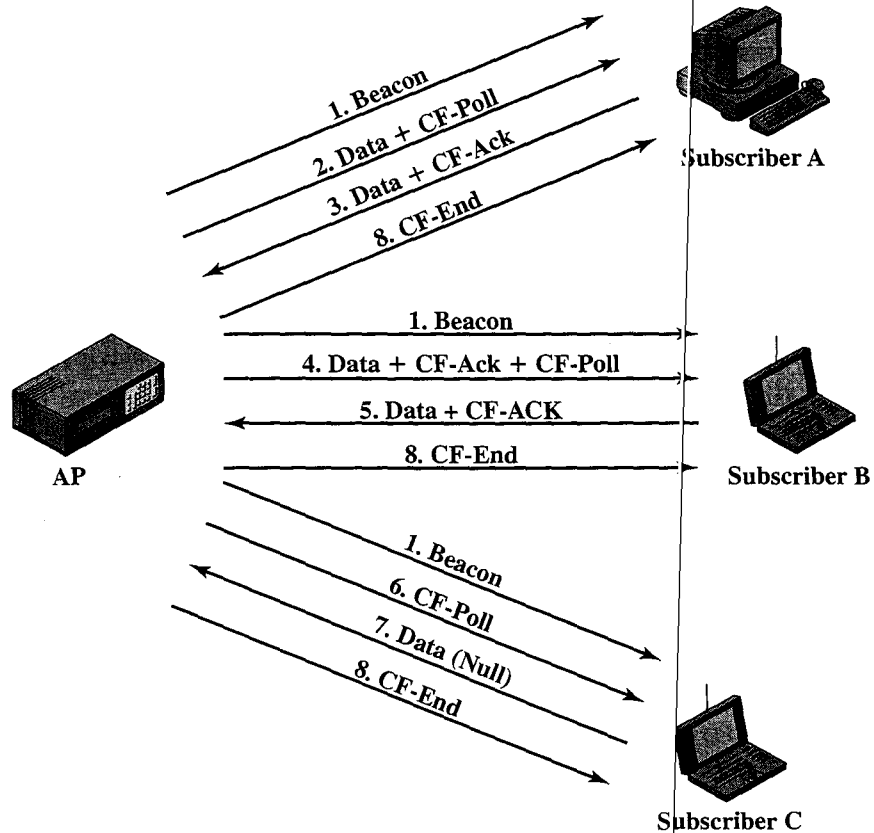 1. Beacon
2. Data + CF-Poll
3. Data + CF-Ack
8. CF-End
Subscriber A
1. Beacon
4. Data + CF-Ack + CF-Poll
5. Data + CF-ACK
8. CF-End
AP
Subscriber B
1. Beacon
6. CF-Poll
7. Data (Null)
8. CF-End
Subscriber C